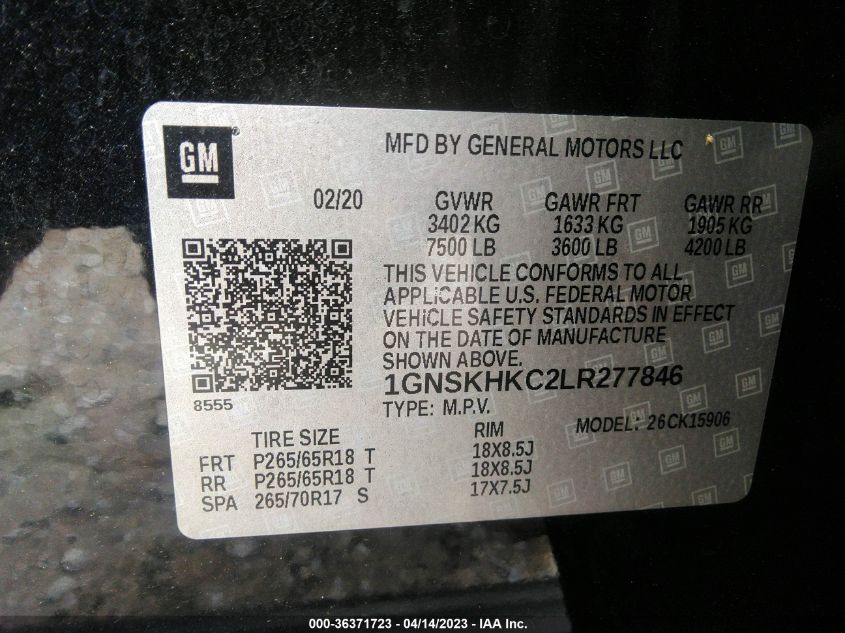 GM
MFD BY GENERAL MOTORS LLC
02/20 GVWR GAWR FRT GAWR RR
3402 KG 1633 KG 1905 KG
7500 LB 3600 LB 4200 LB
THIS VEHICLE CONFORMS TO ALL
APPLICABLE U.S. FEDERAL MOTOR
VEHICLE SAFETY STANDARDS IN EFFECT
ON THE DATE OF MANUFACTURE
SHOWN ABOVE.
1GNSKHKC2LR277846
8555
TYPE: M.P.V. MODEL: 26CK15906
TIRE SIZE RIM
FRT P265/65R18 T 18X8.5J
RR P265/65R18 T 18X8.5J
SPA 265/70R17 S 17X7.5J
000-36371723 - 04/14/2023 - IAA Inc.